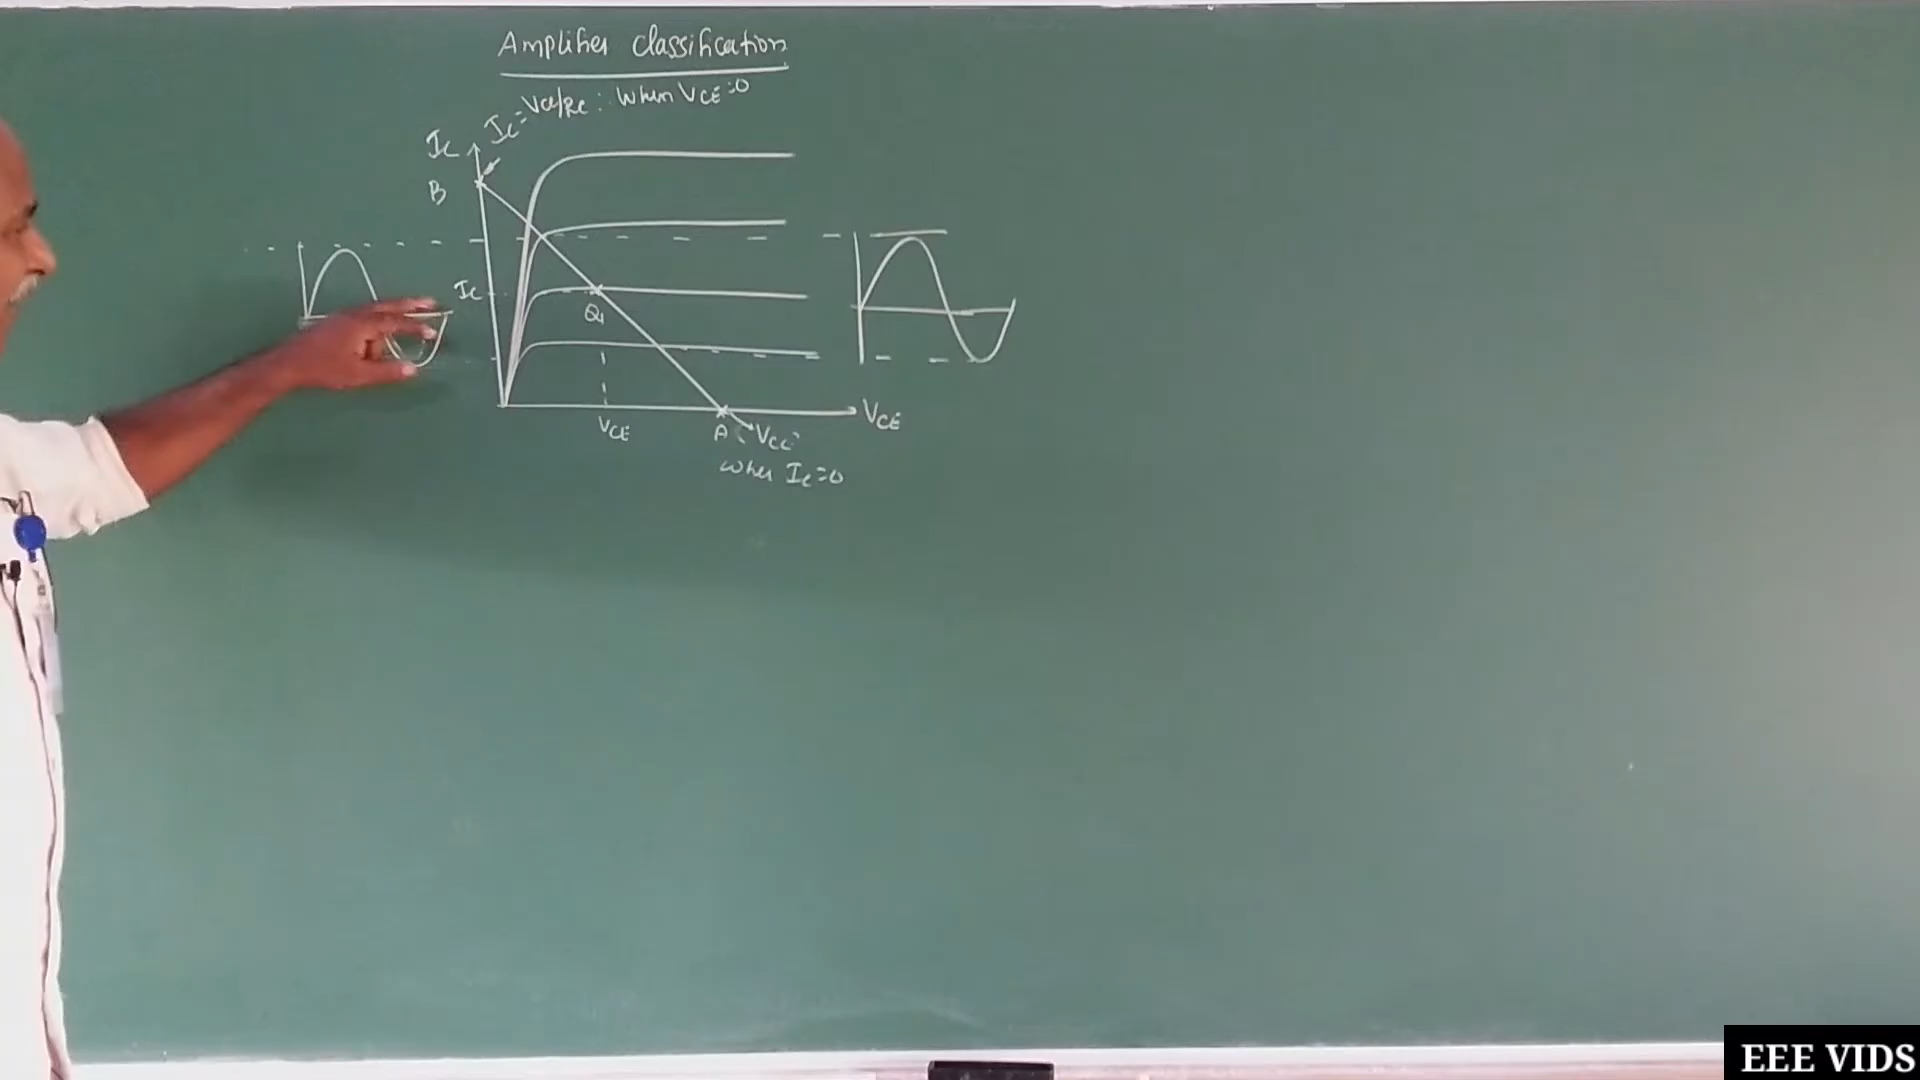 Amplifier classification
Ic = Vcc/Rc : when VCE=0
Ic
B
Ic
Q
VCE
VCE
A (Vcc)
when Ic=0
EEE VIDS